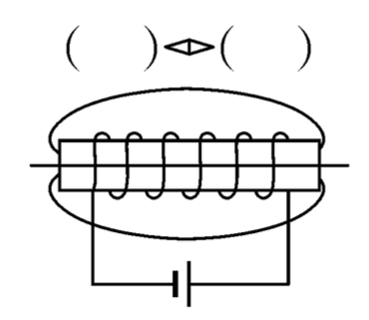 (　　)(　　)